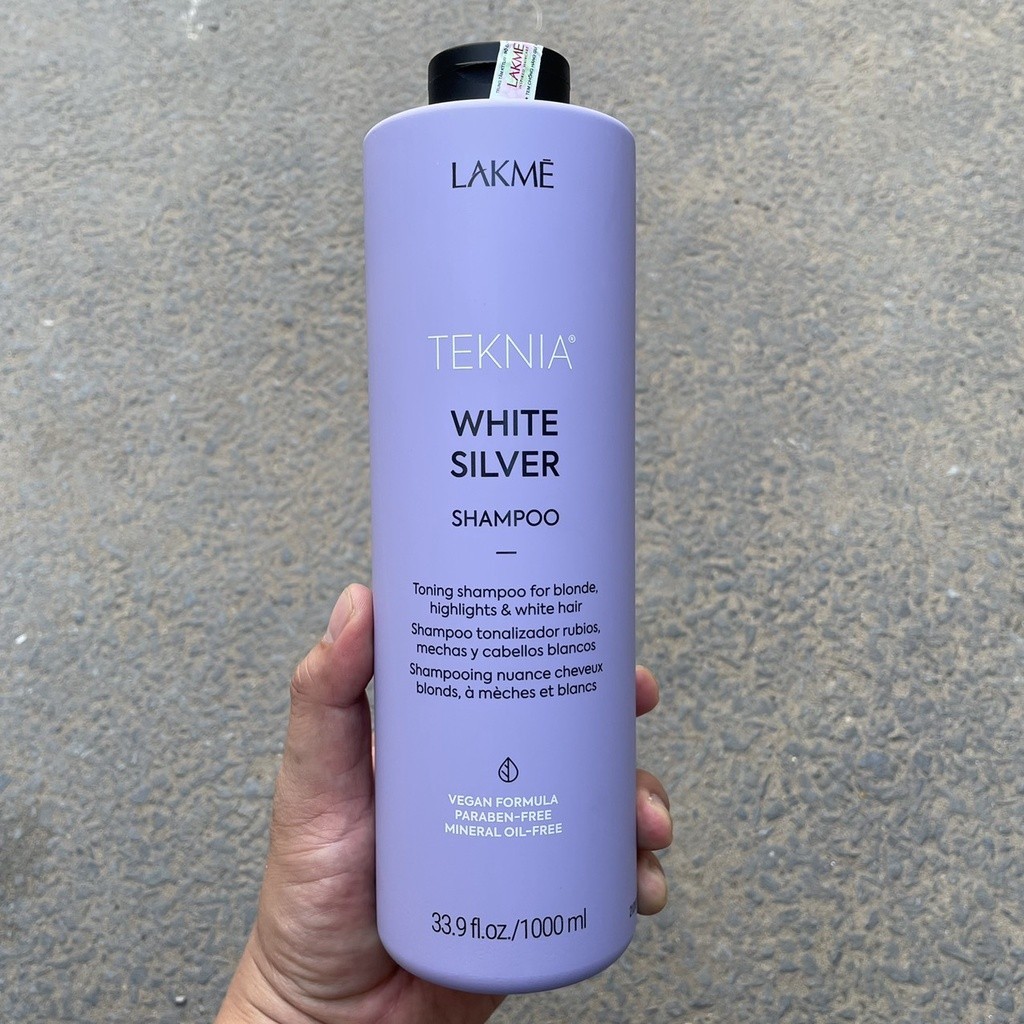 LAKMĒ
LAKMĒ
TEKNIA®
WHITE
SILVER
SHAMPOO
Toning shampoo for blonde,
highlights & white hair
Shampoo tonalizador rubios,
mechas y cabellos blancos
Shampooing nuance cheveux
blonds, à mèches et blancs
VEGAN FORMULA
PARABEN-FREE
MINERAL OIL-FREE
33.9 fl.oz./1000 ml